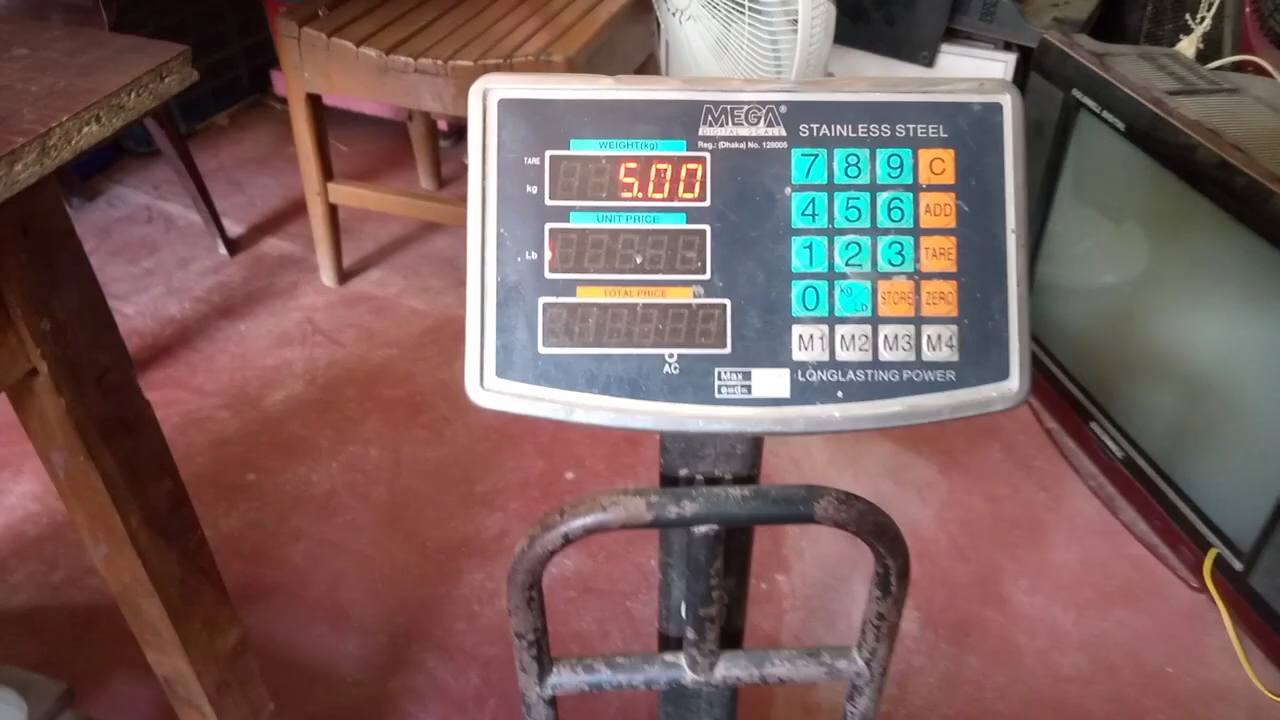 MEGA®
DIGITAL SCALE
STAINLESS STEEL
Reg.: (Dhaka) No. 128005
WEIGHT(kg)
TARE
kg
5.00
UNIT PRICE
Lb
TOTAL PRICE
AC
7 8 9 C
4 5 6 ADD
1 2 3 TARE
0 Kg Lb STORE ZERO
M1 M2 M3 M4
Max
e=d=
LONGLASTING POWER